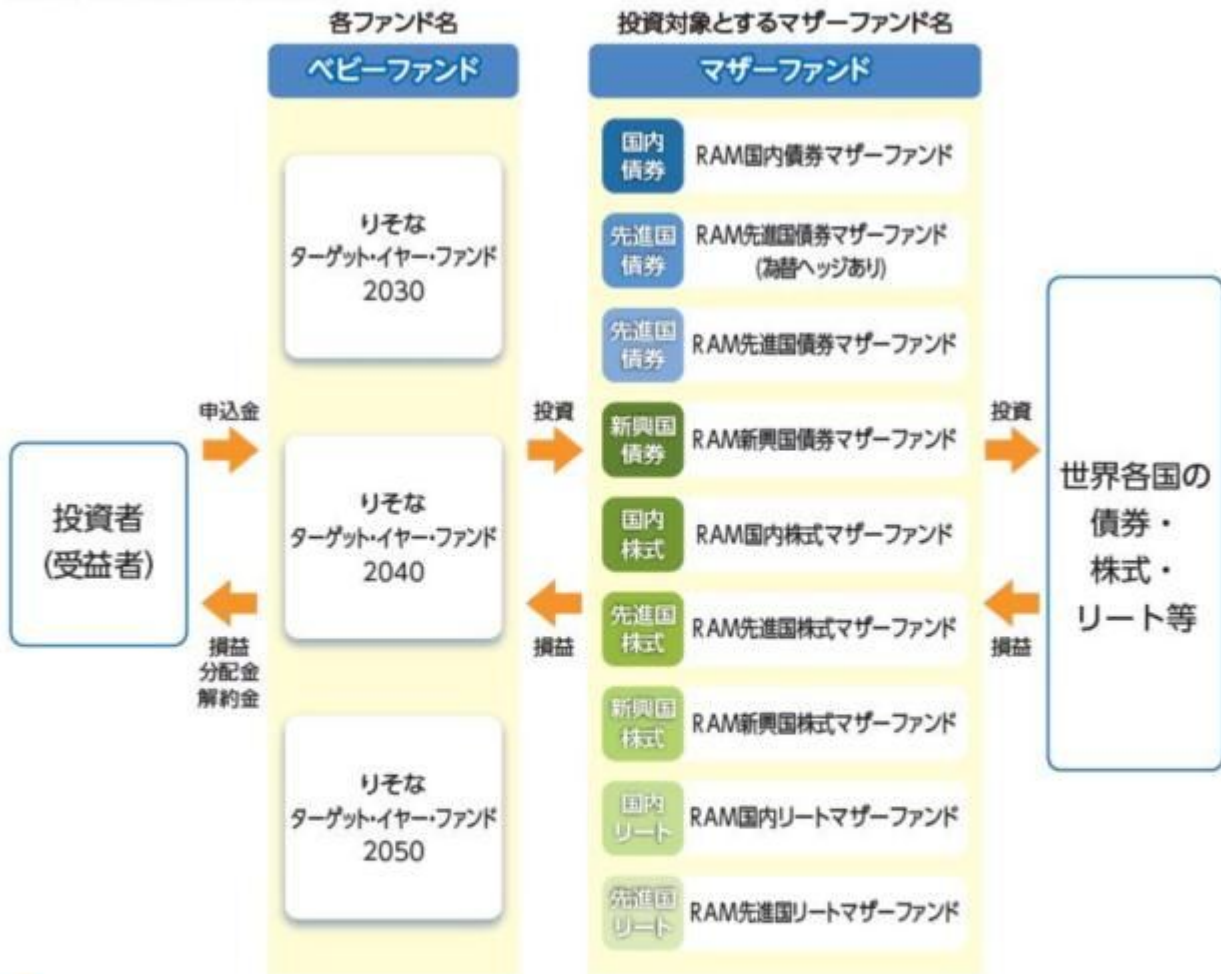 各ファンド名
ベビーファンド
りそな
ターゲット・イヤー・ファンド
2030
りそな
ターゲット・イヤー・ファンド
2040
りそな
ターゲット・イヤー・ファンド
2050
投資対象とするマザーファンド名
マザーファンド
国内
債券
RAM国内債券マザーファンド
先進国
債券
RAM先進国債券マザーファンド
(為替ヘッジあり)
先進国
債券
RAM先進国債券マザーファンド
新興国
債券
RAM新興国債券マザーファンド
国内
株式
RAM国内株式マザーファンド
先進国
株式
RAM先進国株式マザーファンド
新興国
株式
RAM新興国株式マザーファンド
国内
リート
RAM国内リートマザーファンド
先進国
リート
RAM先進国リートマザーファンド
投資者
(受益者)
申込金
損益
分配金
解約金
投資
損益
投資
損益
世界各国の
債券・
株式・
リート等